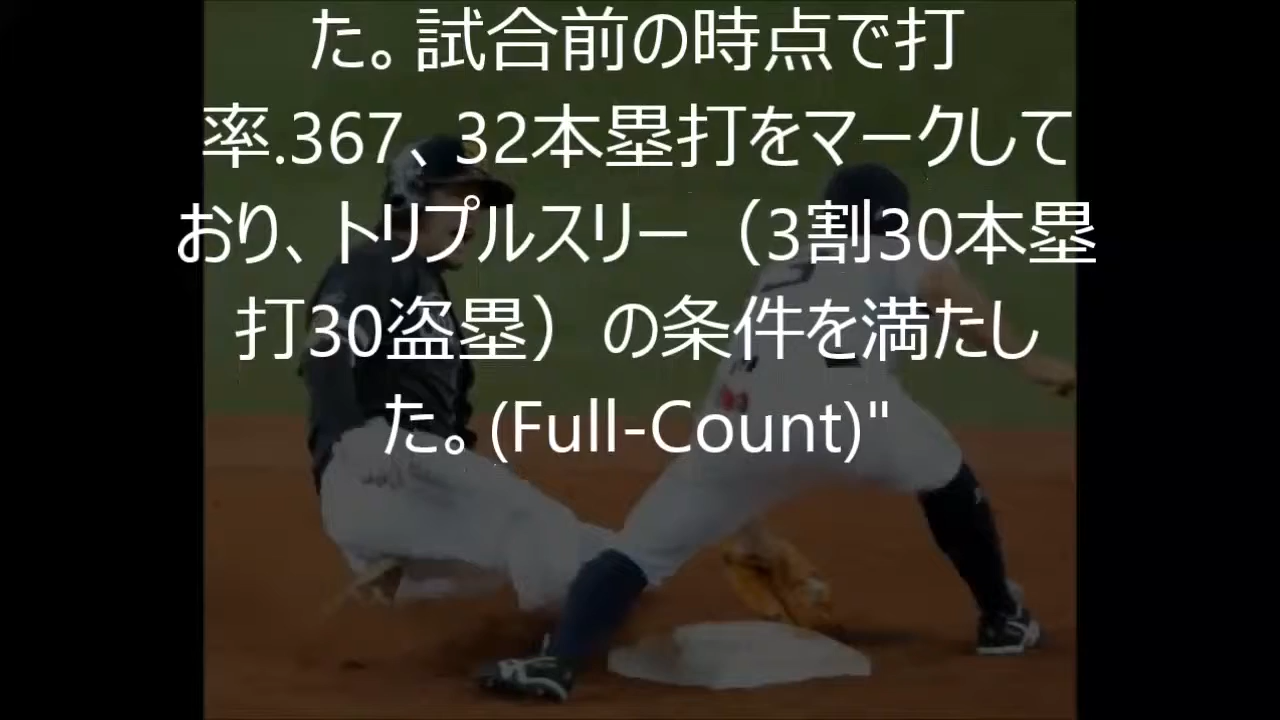 た。試合前の時点で打
率.367、32本塁打をマークして
おり、トリプルスリー（3割30本塁
打30盗塁）の条件を満たし
た。(Full-Count)"